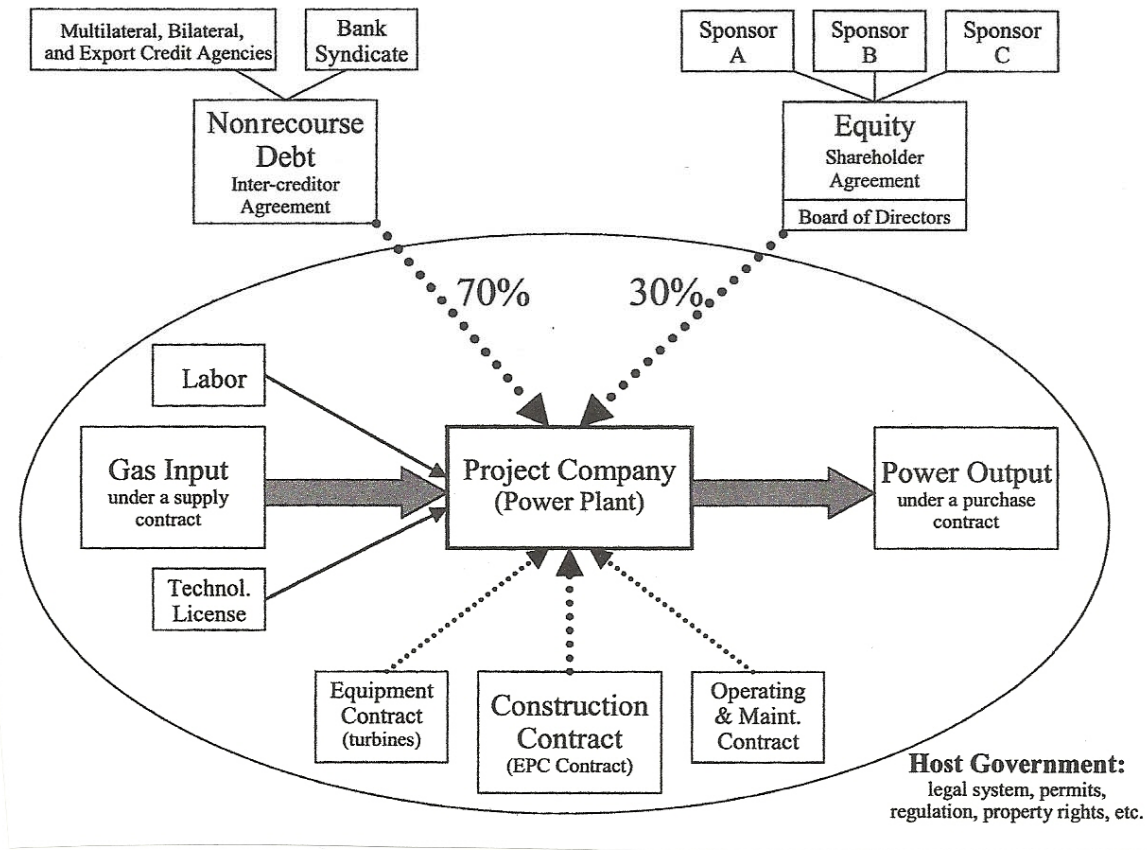 Multilateral, Bilateral,
and Export Credit Agencies
Bank
Syndicate
Sponsor
A
Sponsor
B
Sponsor
C
Nonrecourse
Debt
Inter-creditor
Agreement
Equity
Shareholder
Agreement
Board of Directors
70%
30%
Labor
Gas Input
under a supply
contract
Project Company
(Power Plant)
Power Output
under a purchase
contract
Technol.
License
Equipment
Contract
(turbines)
Construction
Contract
(EPC Contract)
Operating
& Maint.
Contract
Host Government:
legal system, permits,
regulation, property rights, etc.